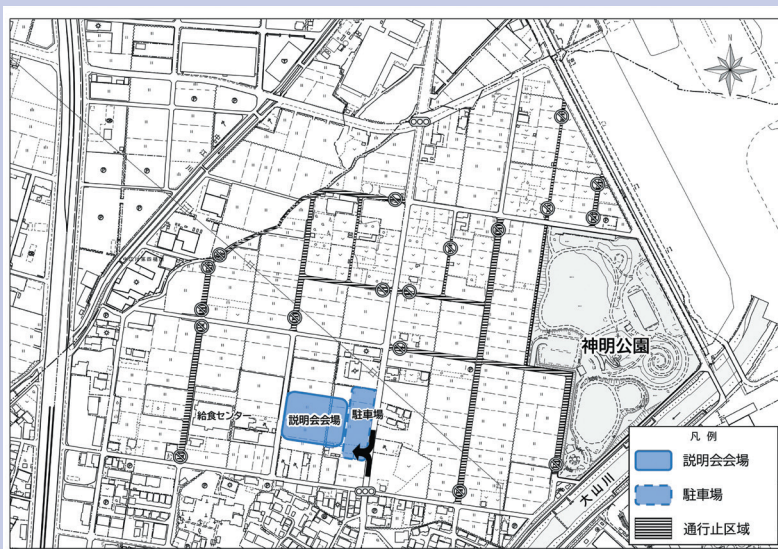 神明公園
給食センター
説明会会場
駐車場
大山川
凡例
説明会会場
駐車場
通行止区域